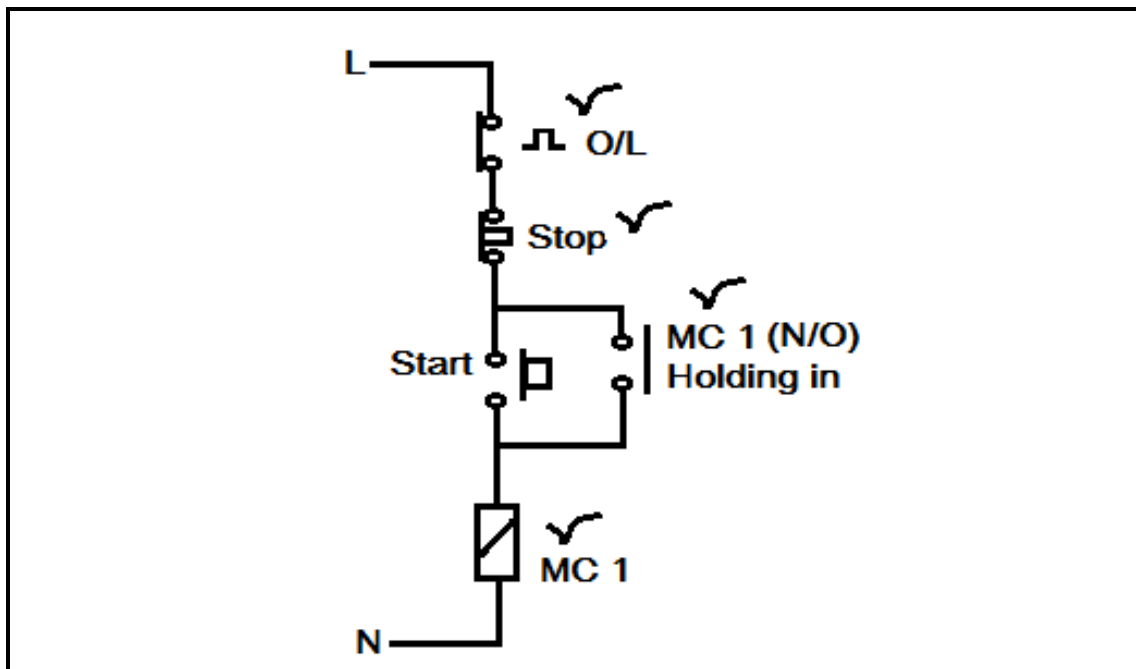 L
O/L
Stop
Start
MC 1 (N/O)
Holding in
MC 1
N